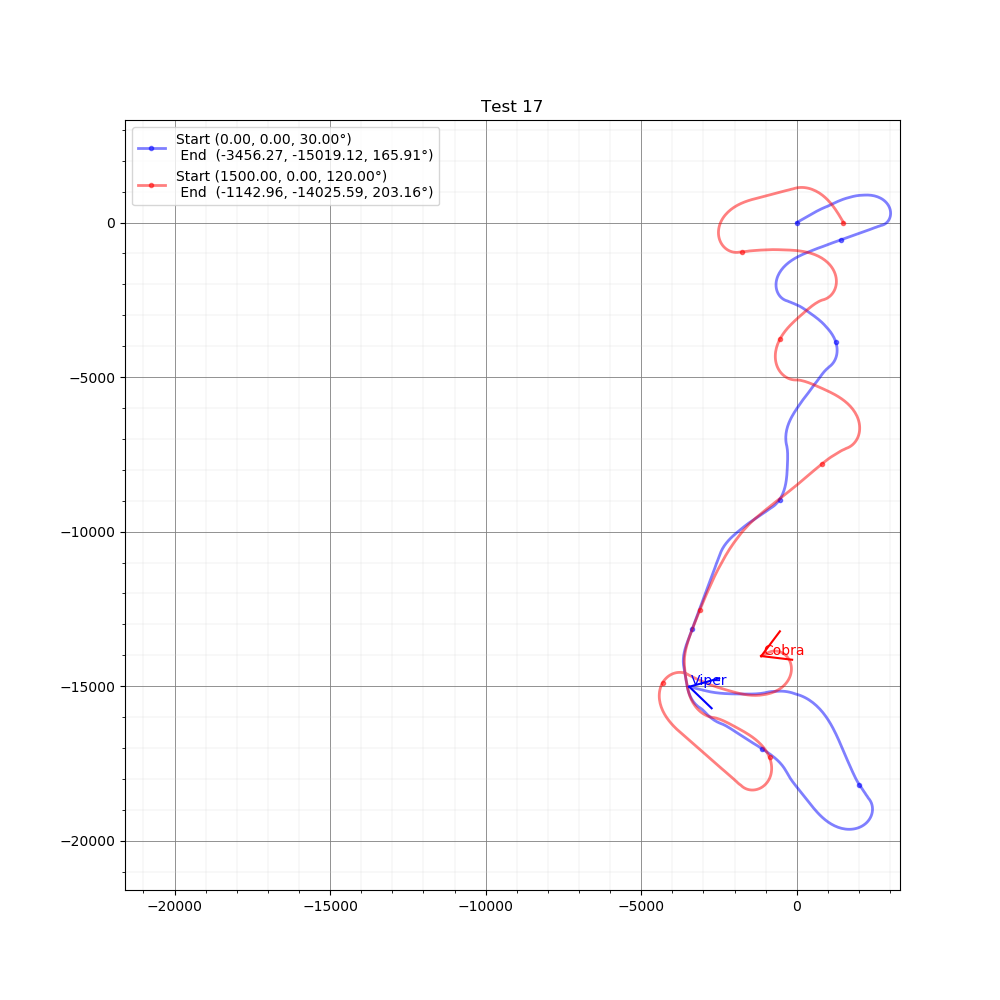 Test 17
Start (0.00, 0.00, 30.00°)
End (-3456.27, -15019.12, 165.91°)
Start (1500.00, 0.00, 120.00°)
End (-1142.96, -14025.59, 203.16°)
0
−5000
−10000
−15000
−20000
Cobra
Viper
−20000
−15000
−10000
−5000
0